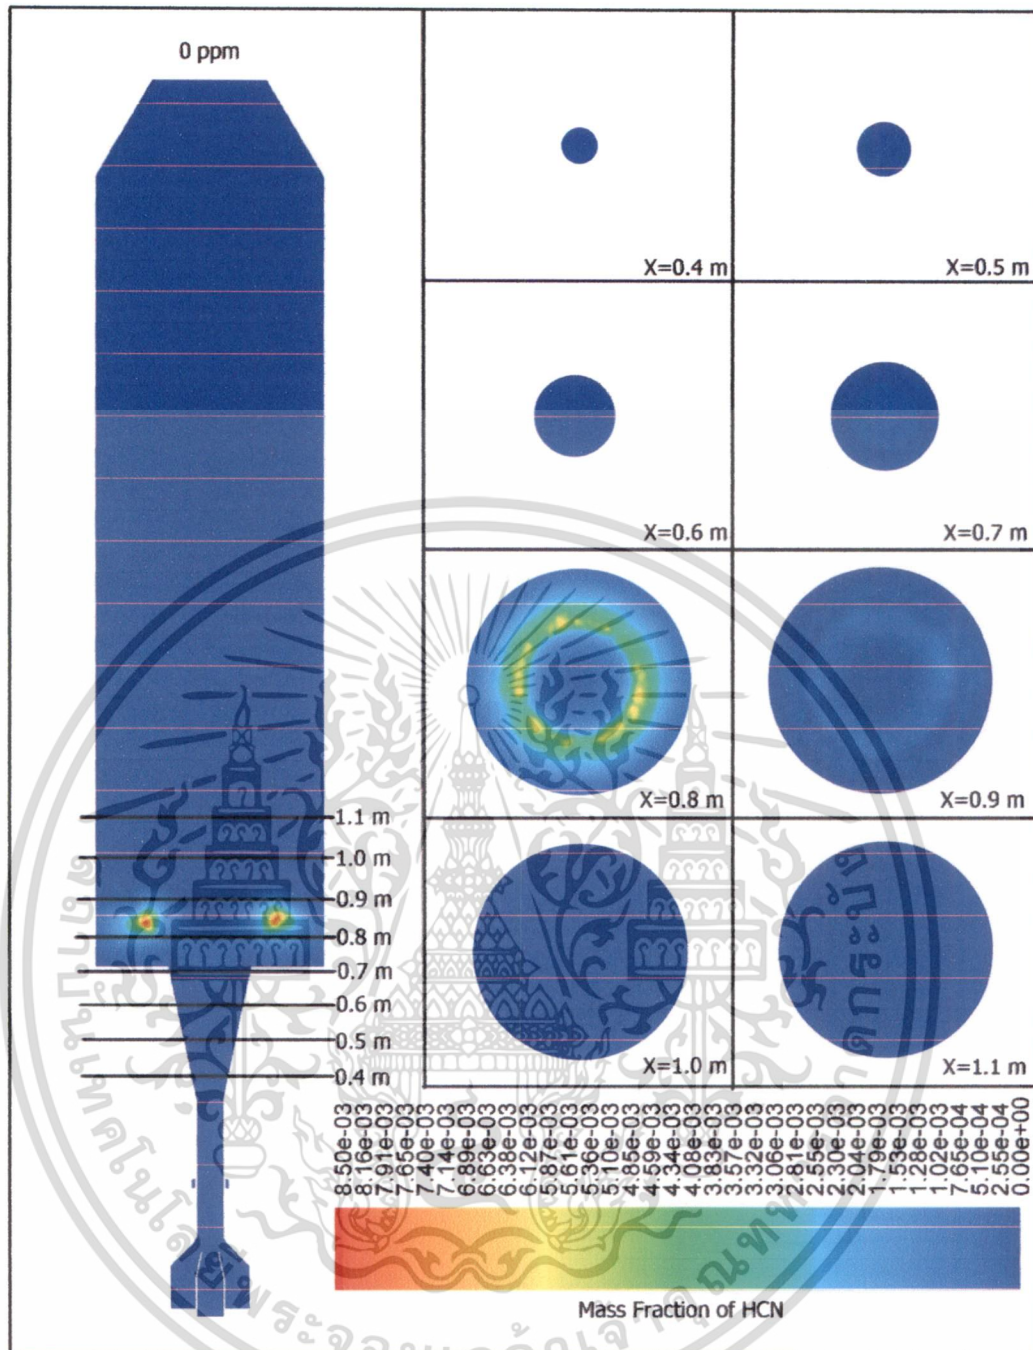 0 ppm
X=0.4 m
X=0.5 m
X=0.6 m
X=0.7 m
X=0.8 m
X=0.9 m
X=1.0 m
X=1.1 m
1.1 m
1.0 m
0.9 m
0.8 m
0.7 m
0.6 m
0.5 m
0.4 m
8.50e-03
8.16e-03
7.91e-03
7.65e-03
7.40e-03
7.14e-03
6.89e-03
6.63e-03
6.38e-03
6.12e-03
5.87e-03
5.61e-03
5.36e-03
5.10e-03
4.85e-03
4.59e-03
4.34e-03
4.08e-03
3.83e-03
3.57e-03
3.32e-03
3.06e-03
2.81e-03
2.55e-03
2.30e-03
2.04e-03
1.79e-03
1.53e-03
1.28e-03
1.02e-03
7.65e-04
5.10e-04
2.55e-04
0.00e+00
Mass Fraction of HCN